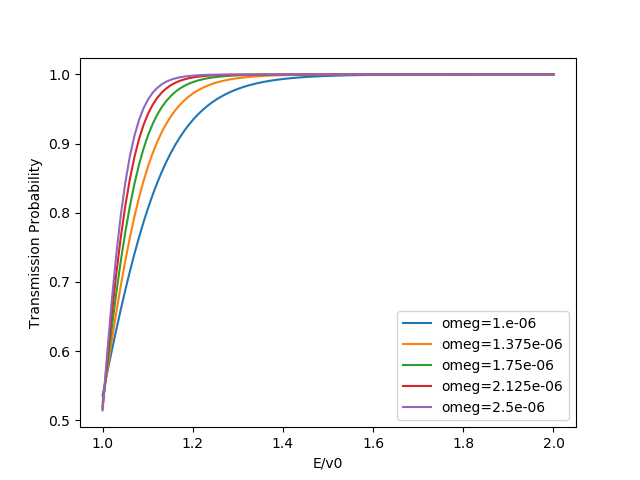 1.0
0.9
0.8
0.7
0.6
0.5
Transmission Probability
omeg=1.e-06
omeg=1.375e-06
omeg=1.75e-06
omeg=2.125e-06
omeg=2.5e-06
1.0 1.2 1.4 1.6 1.8 2.0
E/v0